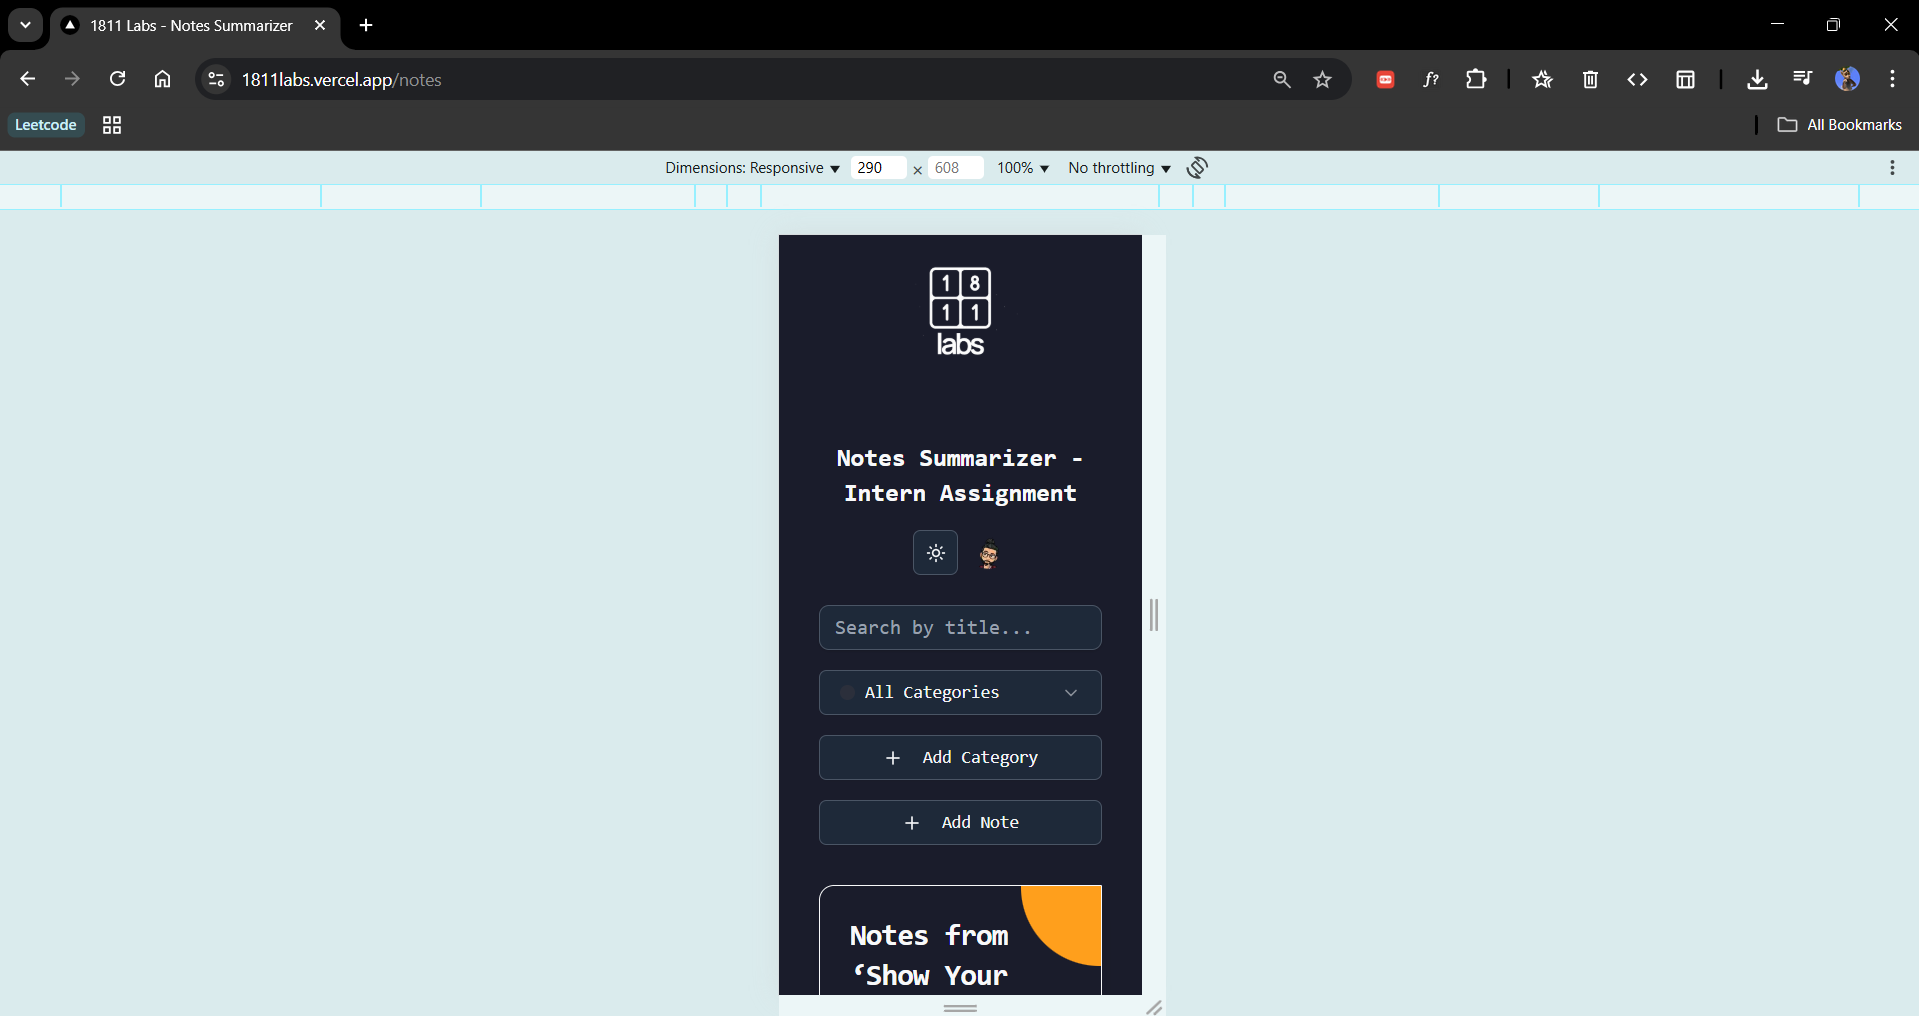 1811 Labs - Notes Summarizer
1811labs.vercel.app/notes
f?
Leetcode
All Bookmarks
Dimensions: Responsive 290 × 608 100% No throttling
1 8
1 1
labs
Notes Summarizer -
Intern Assignment
Search by title...
All Categories
+ Add Category
+ Add Note
Notes from
‘Show Your